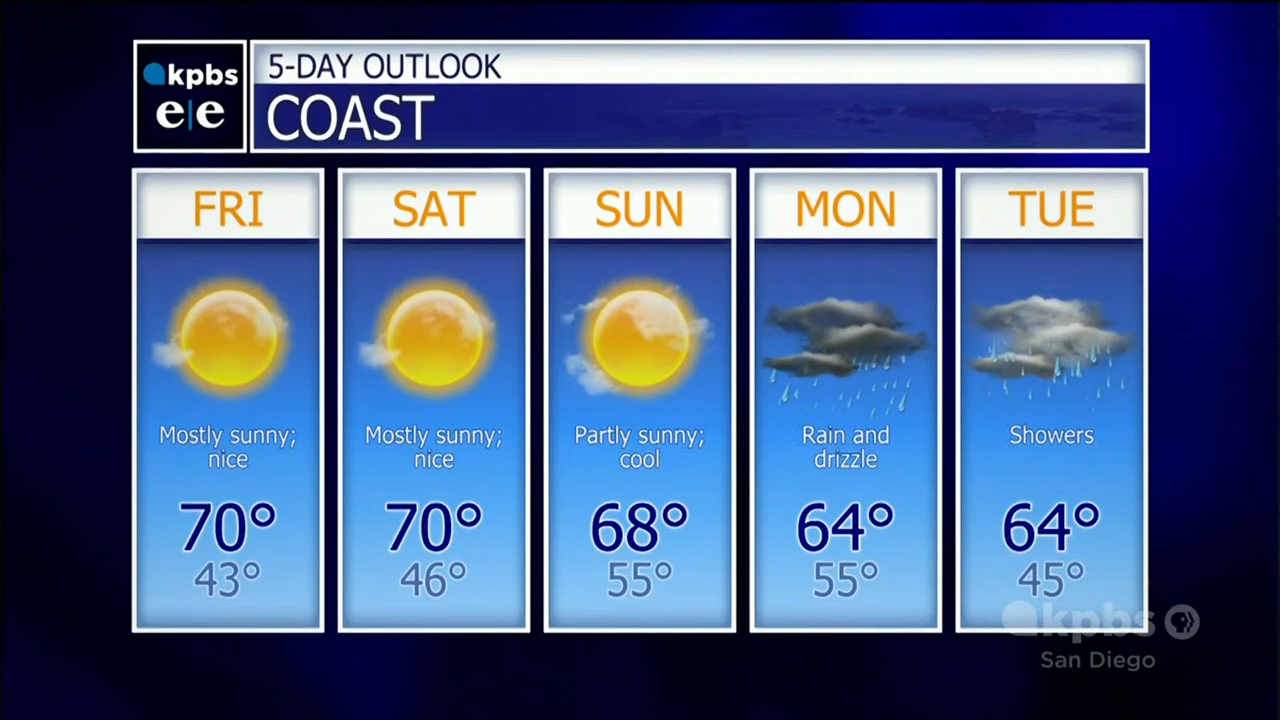 kpbs
e|e
5-DAY OUTLOOK
COAST
FRI
Mostly sunny;
nice
70°
43°
SAT
Mostly sunny;
nice
70°
46°
SUN
Partly sunny;
cool
68°
55°
MON
Rain and
drizzle
64°
55°
TUE
Showers
64°
45°
kpbs
San Diego